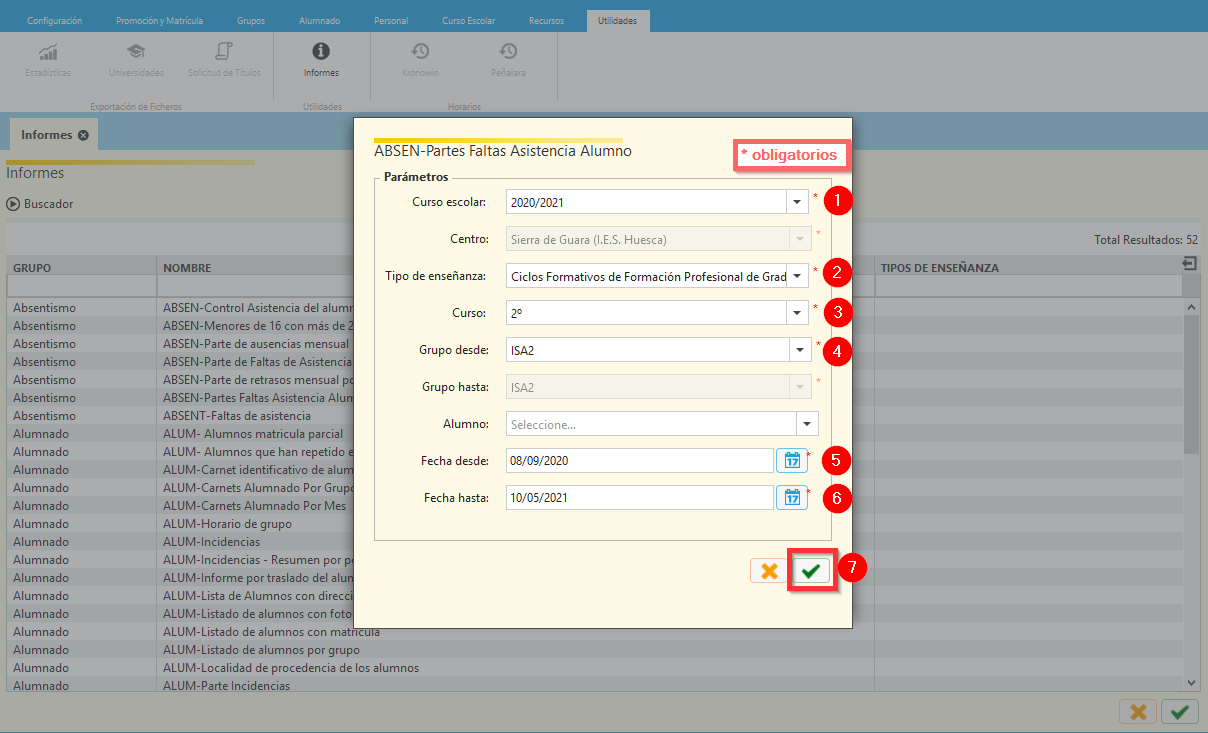 Configuración Promoción y Matrícula Grupos Alumnado Personal Curso Escolar Recursos Utilidades
Estadísticas Universidades Solicitud de Títulos Informes Kronowin Peñalara
Exportación de Ficheros Utilidades Horarios
Informes
Informes
Buscador
Total Resultados: 52
GRUPO NOMBRE TIPOS DE ENSEÑANZA
Absentismo ABSEN-Control Asistencia del alumn
Absentismo ABSEN-Menores de 16 con más de 2
Absentismo ABSEN-Parte de ausencias mensual
Absentismo ABSEN-Parte de Faltas de Asistencia
Absentismo ABSEN-Parte de retrasos mensual po
Absentismo ABSEN-Partes Faltas Asistencia Alum
Absentismo ABSENT-Faltas de asistencia
Alumnado ALUM- Alumnos matricula parcial
Alumnado ALUM- Alumnos que han repetido e
Alumnado ALUM-Carnet identificativo de alum
Alumnado ALUM-Carnets Alumnado Por Grupo
Alumnado ALUM-Carnets Alumnado Por Mes
Alumnado ALUM-Horario de grupo
Alumnado ALUM-Incidencias
Alumnado ALUM-Incidencias - Resumen por pe
Alumnado ALUM-Informe por traslado del alum
Alumnado ALUM-Lista de Alumnos con direcci
Alumnado ALUM-Listado de alumnos con foto
Alumnado ALUM-Listado de alumnos con matrícula
Alumnado ALUM-Listado de alumnos por grupo
Alumnado ALUM-Localidad de procedencia de los alumnos
Alumnado ALUM-Parte Incidencias
ABSEN-Partes Faltas Asistencia Alumno
* obligatorios
Parámetros
Curso escolar: 2020/2021 * 1
Centro: Sierra de Guara (I.E.S. Huesca) *
Tipo de enseñanza: Ciclos Formativos de Formación Profesional de Grad * 2
Curso: 2º * 3
Grupo desde: ISA2 * 4
Grupo hasta: ISA2 *
Alumno: Seleccione...
Fecha desde: 08/09/2020 17 * 5
Fecha hasta: 10/05/2021 17 * 6
7